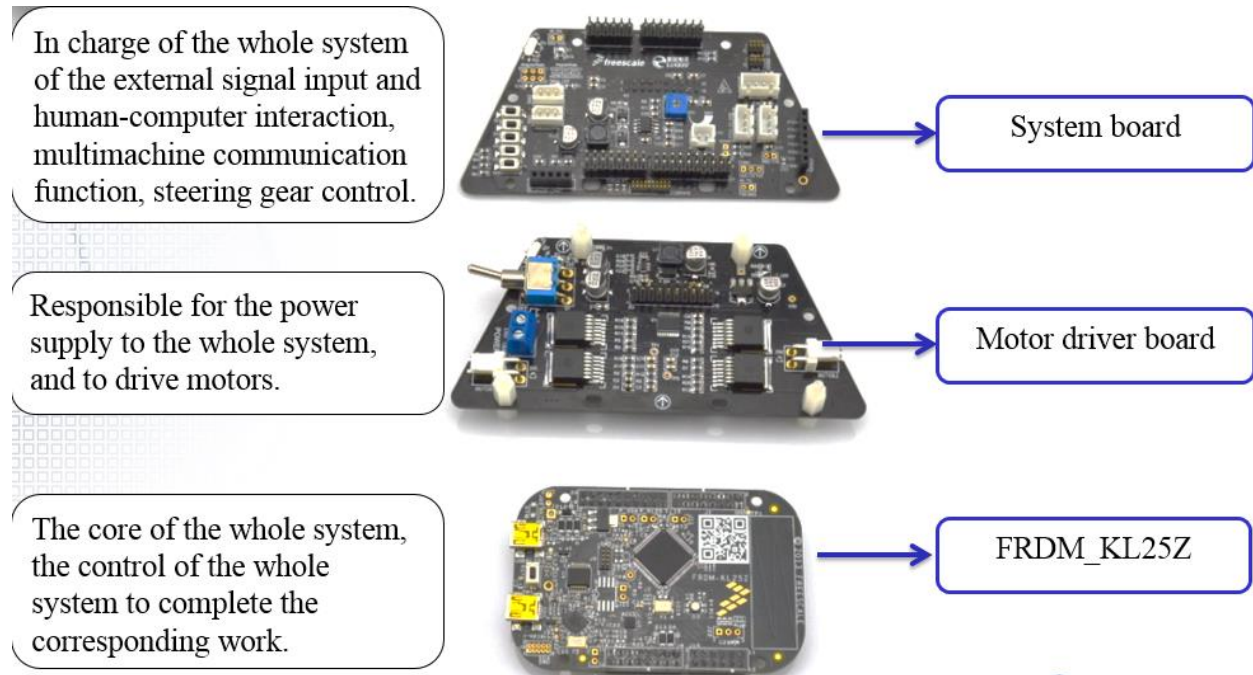 In charge of the whole system
of the external signal input and
human-computer interaction,
multimachine communication
function, steering gear control.
freescale
System board
Responsible for the power
supply to the whole system,
and to drive motors.
Motor driver board
The core of the whole system,
the control of the whole
system to complete the
corresponding work.
FRDM-KL25Z
FRDM_KL25Z